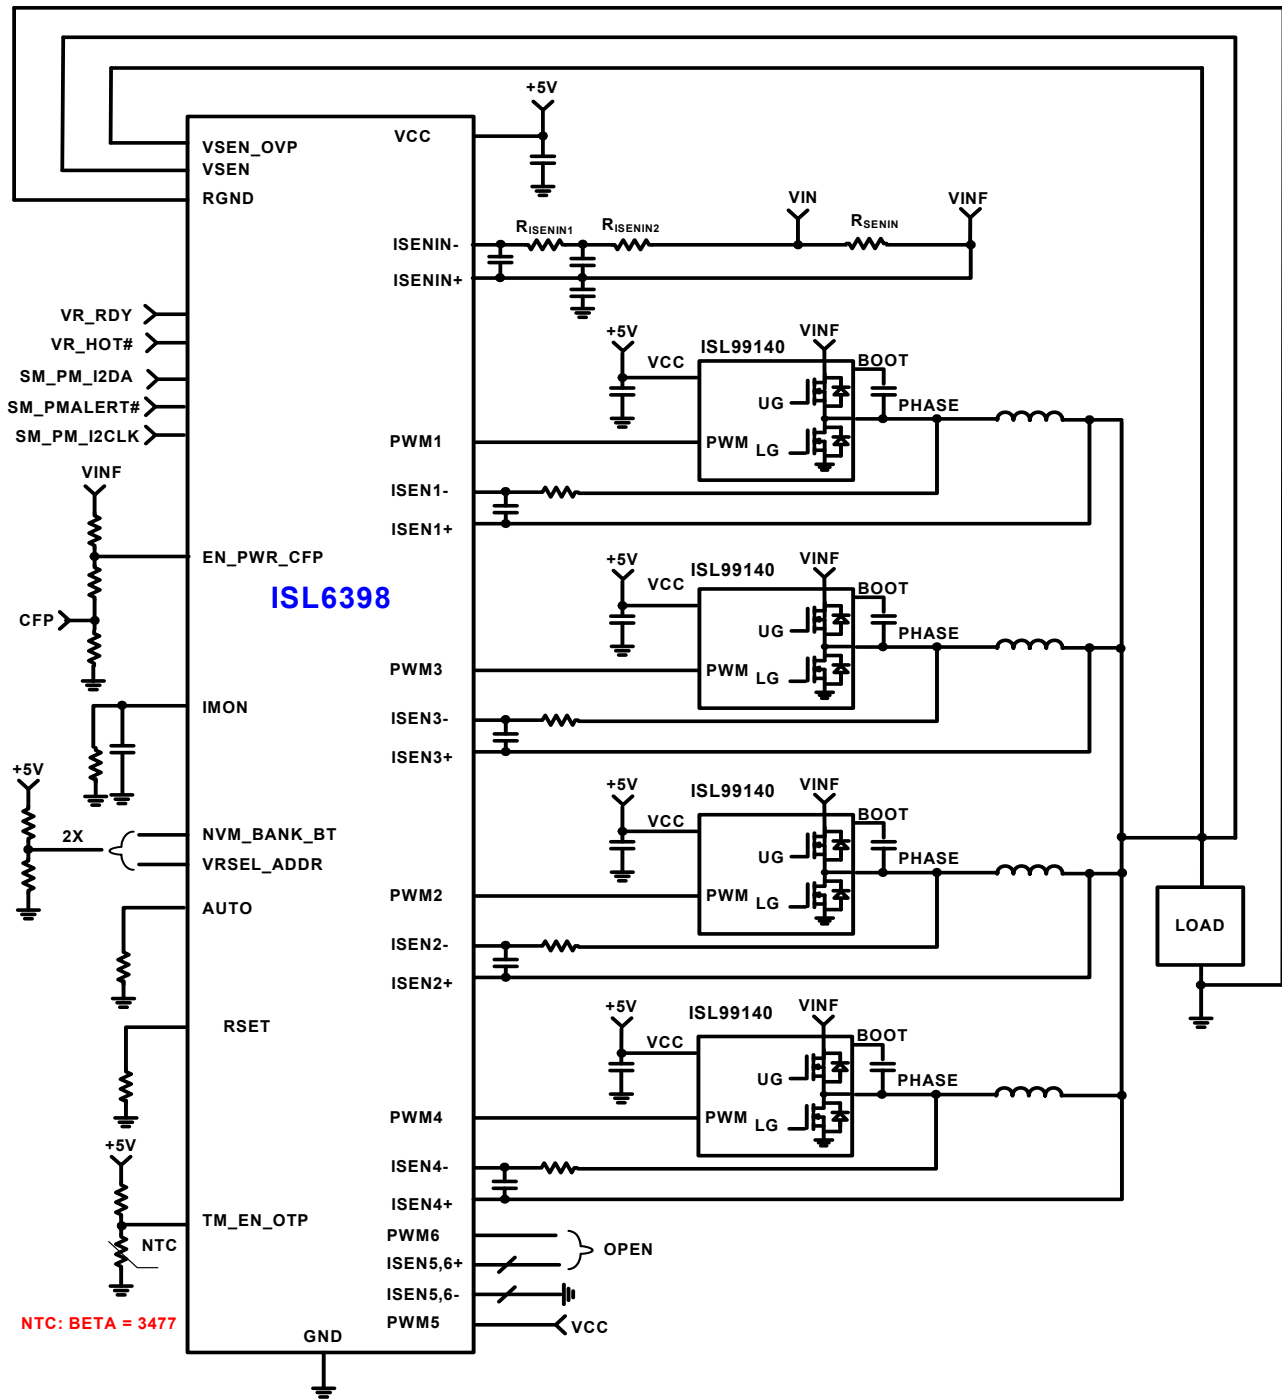 +5V
VSEN_OVP
VCC
VSEN
RGND
VIN
VINF
RISENIN1
RISENIN2
RSENIN
ISENIN-
ISENIN+
VR_RDY
VR_HOT#
SM_PM_I2DA
SM_PMALERT#
SM_PM_I2CLK
+5V
VCC
ISL99140
VINF
BOOT
UG
PHASE
PWM1
PWM
LG
VINF
ISEN1-
ISEN1+
EN_PWR_CFP
ISL6398
CFP
+5V
VCC
ISL99140
VINF
BOOT
UG
PHASE
PWM3
PWM
LG
IMON
ISEN3-
ISEN3+
+5V
2X
NVM_BANK_BT
VRSEL_ADDR
AUTO
+5V
VCC
ISL99140
VINF
BOOT
UG
PHASE
PWM2
PWM
LG
LOAD
ISEN2-
ISEN2+
RSET
+5V
VCC
ISL99140
VINF
BOOT
UG
PHASE
PWM4
PWM
LG
+5V
ISEN4-
ISEN4+
TM_EN_OTP
NTC
PWM6
OPEN
ISEN5,6+
ISEN5,6-
NTC: BETA = 3477
PWM5
VCC
GND